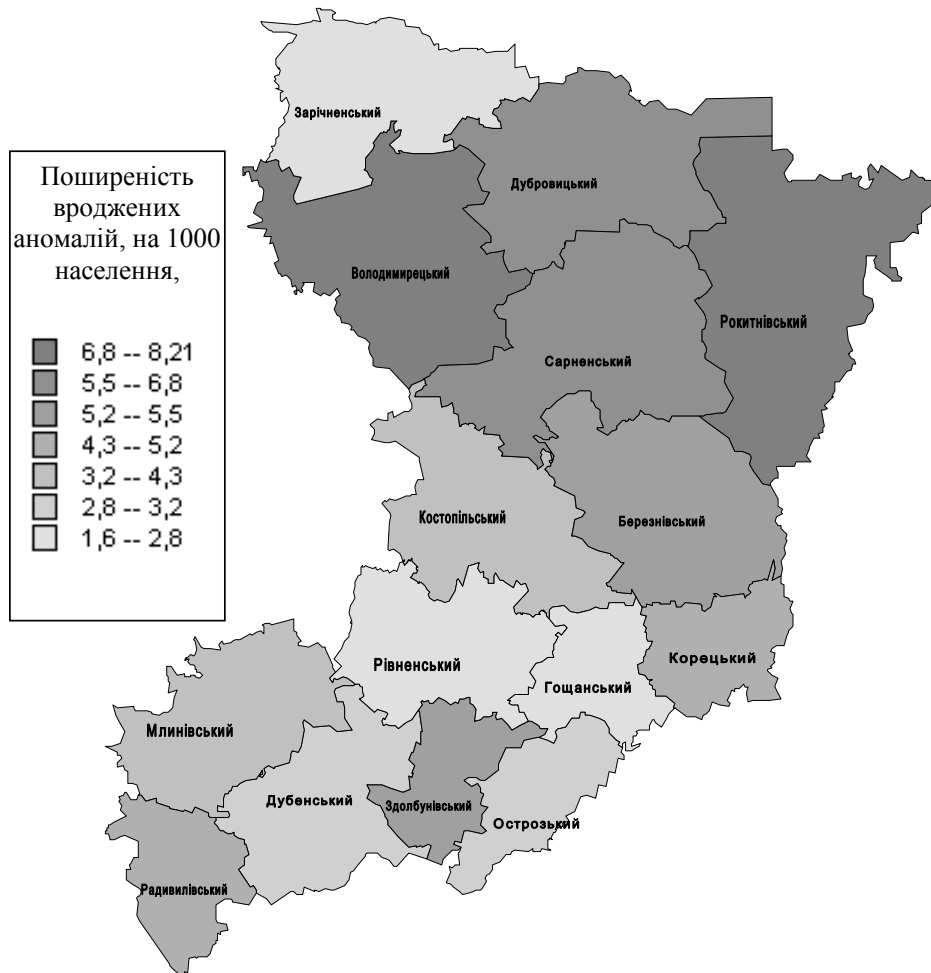 Зарічненський
Поширеність
вроджених
аномалій, на 1000
населення,
6,8 -- 8,21
5,5 -- 6,8
5,2 -- 5,5
4,3 -- 5,2
3,2 -- 4,3
2,8 -- 3,2
1,6 -- 2,8
Дубровицький
Володимирецький
Рокитнівський
Сарненський
Костопільський
Березнівський
Рівненський
Корецький
Гощанський
Млинівський
Дубенський
Здолбунівський
Острозький
Радивилівський